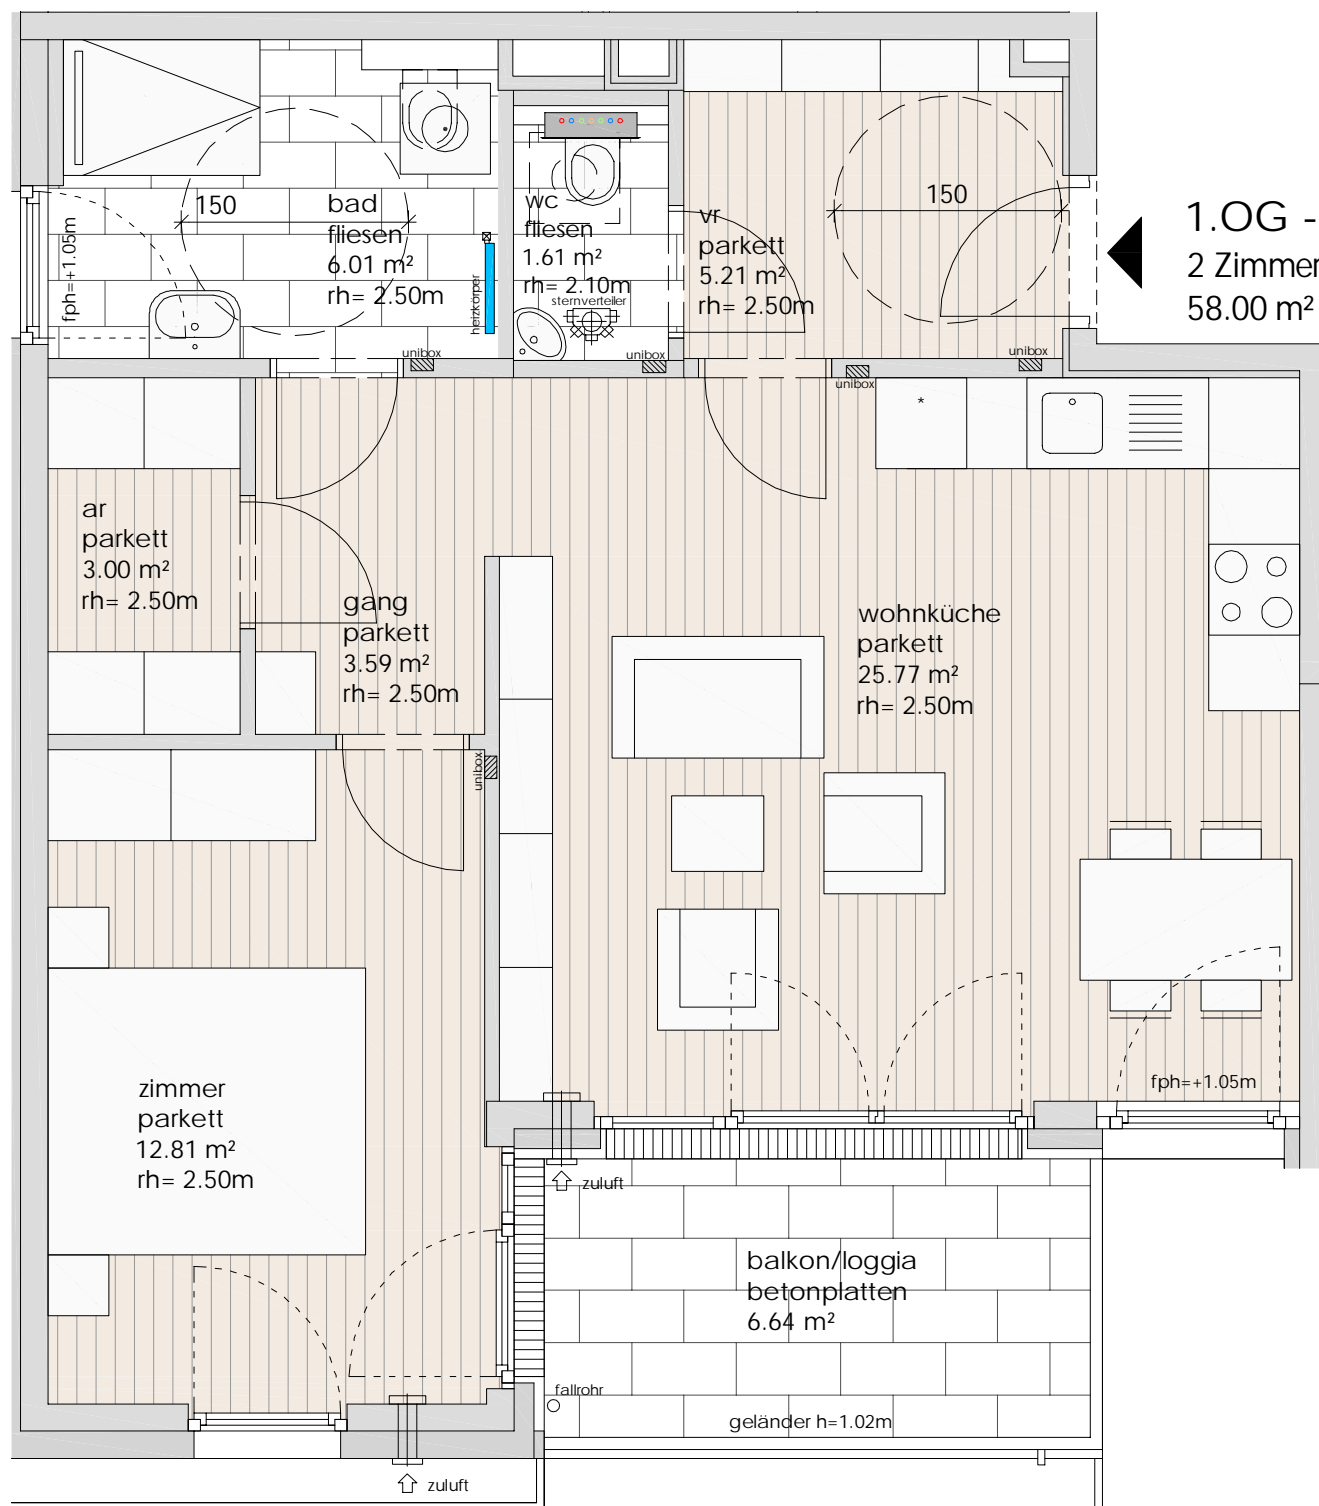 150
bad
fliesen
6.01 m²
rh= 2.50m
fph=+1.05m
heizkörper
wc
fliesen
1.61 m²
rh= 2.10m
sternverteiler
vr
parkett
5.21 m²
rh= 2.50m
150
1.OG -
2 Zimmer
58.00 m²
unibox
unibox
unibox
unibox
*
ar
parkett
3.00 m²
rh= 2.50m
gang
parkett
3.59 m²
rh= 2.50m
wohnküche
parkett
25.77 m²
rh= 2.50m
unibox
zimmer
parkett
12.81 m²
rh= 2.50m
fph=+1.05m
zuluft
balkon/loggia
betonplatten
6.64 m²
fallrohr
geländer h=1.02m
zuluft